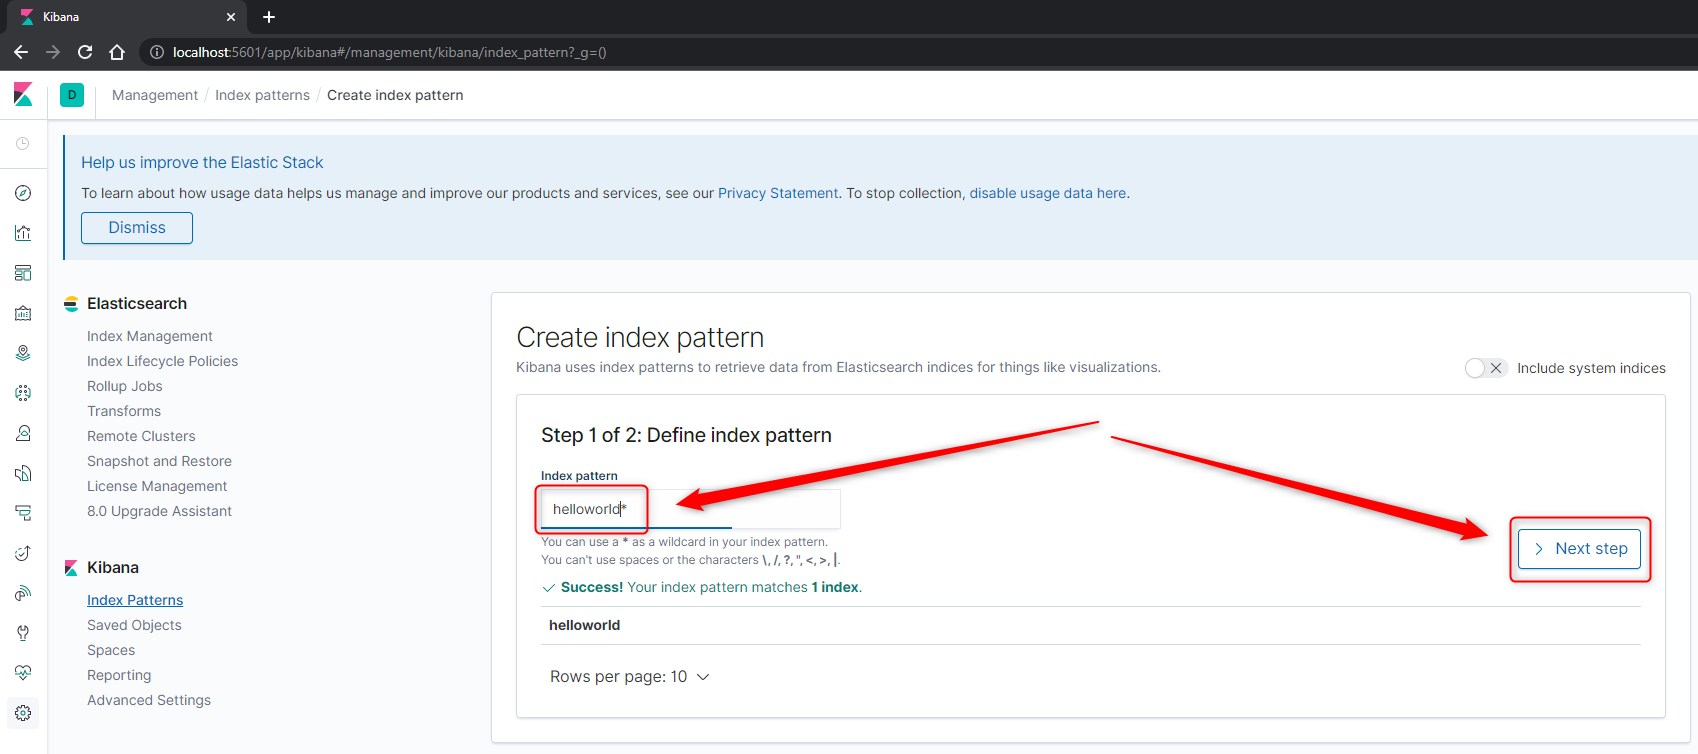 Kibana
localhost:5601/app/kibana#/management/kibana/index_pattern?_g=()
D Management / Index patterns / Create index pattern
Help us improve the Elastic Stack
To learn about how usage data helps us manage and improve our products and services, see our Privacy Statement. To stop collection, disable usage data here.
Dismiss
Elasticsearch
Index Management
Index Lifecycle Policies
Rollup Jobs
Transforms
Remote Clusters
Snapshot and Restore
License Management
8.0 Upgrade Assistant
Kibana
Index Patterns
Saved Objects
Spaces
Reporting
Advanced Settings
Create index pattern
Kibana uses index patterns to retrieve data from Elasticsearch indices for things like visualizations.
Include system indices
Step 1 of 2: Define index pattern
Index pattern
helloworld*
You can use a * as a wildcard in your index pattern.
You can't use spaces or the characters \, /, ?, ", <, >, |.
Success! Your index pattern matches 1 index.
Next step
helloworld
Rows per page: 10